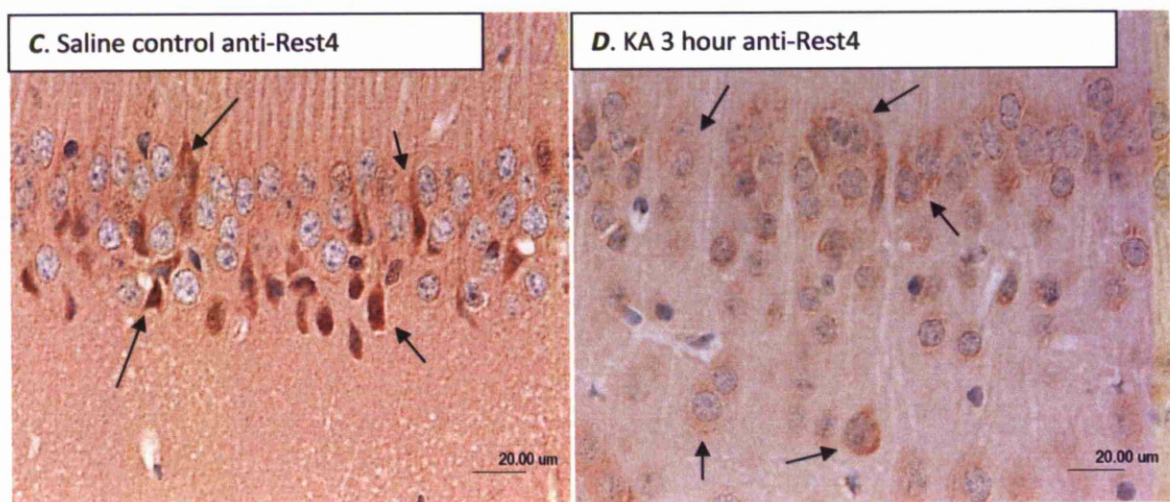 C. Saline control anti-Rest4
D. KA 3 hour anti-Rest4
20.00 um
20.00 um